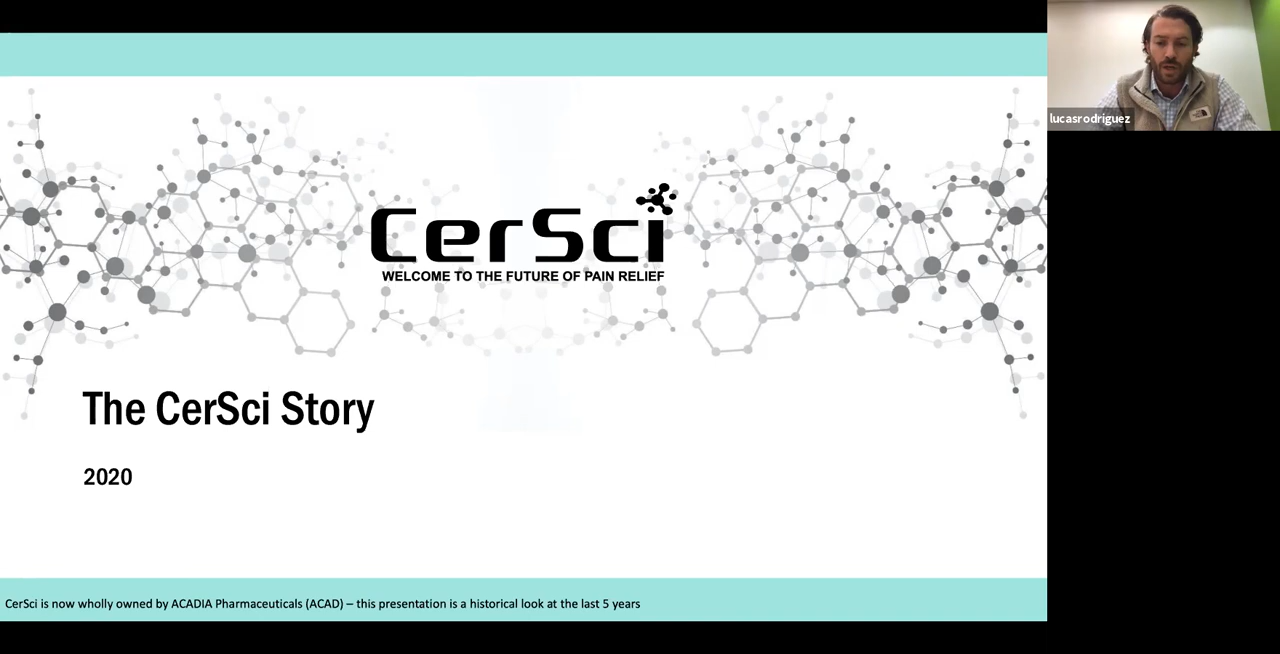 CerSci
WELCOME TO THE FUTURE OF PAIN RELIEF
The CerSci Story
2020
CerSci is now wholly owned by ACADIA Pharmaceuticals (ACAD) – this presentation is a historical look at the last 5 years
lucasrodriguez